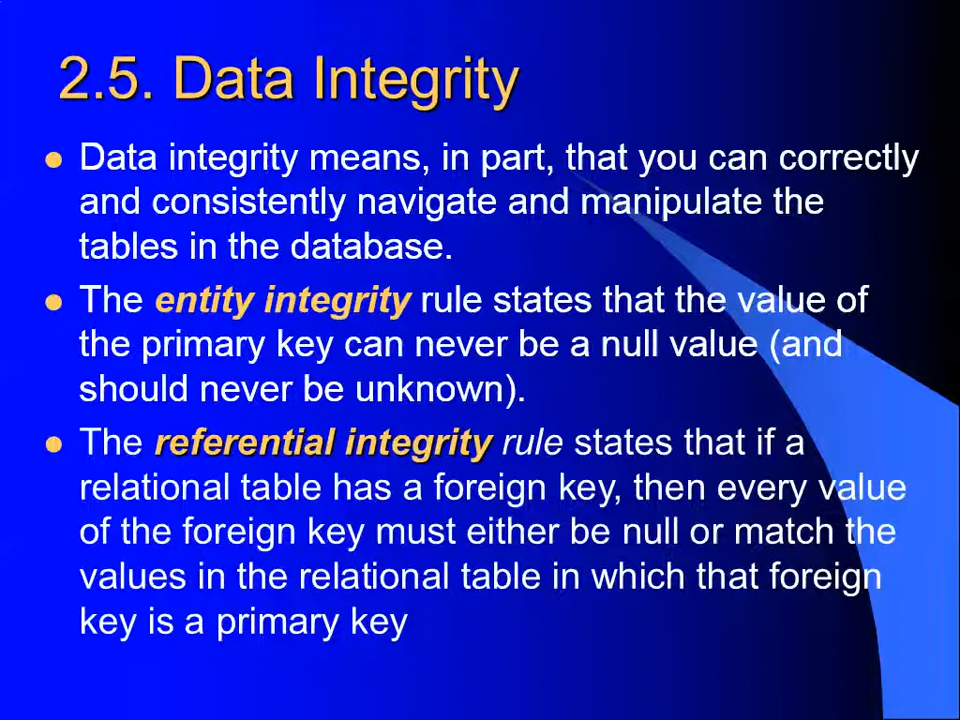 2.5. Data Integrity
Data integrity means, in part, that you can correctly
and consistently navigate and manipulate the
tables in the database.
The entity integrity rule states that the value of
the primary key can never be a null value (and
should never be unknown).
The referential integrity rule states that if a
relational table has a foreign key, then every value
of the foreign key must either be null or match the
values in the relational table in which that foreign
key is a primary key